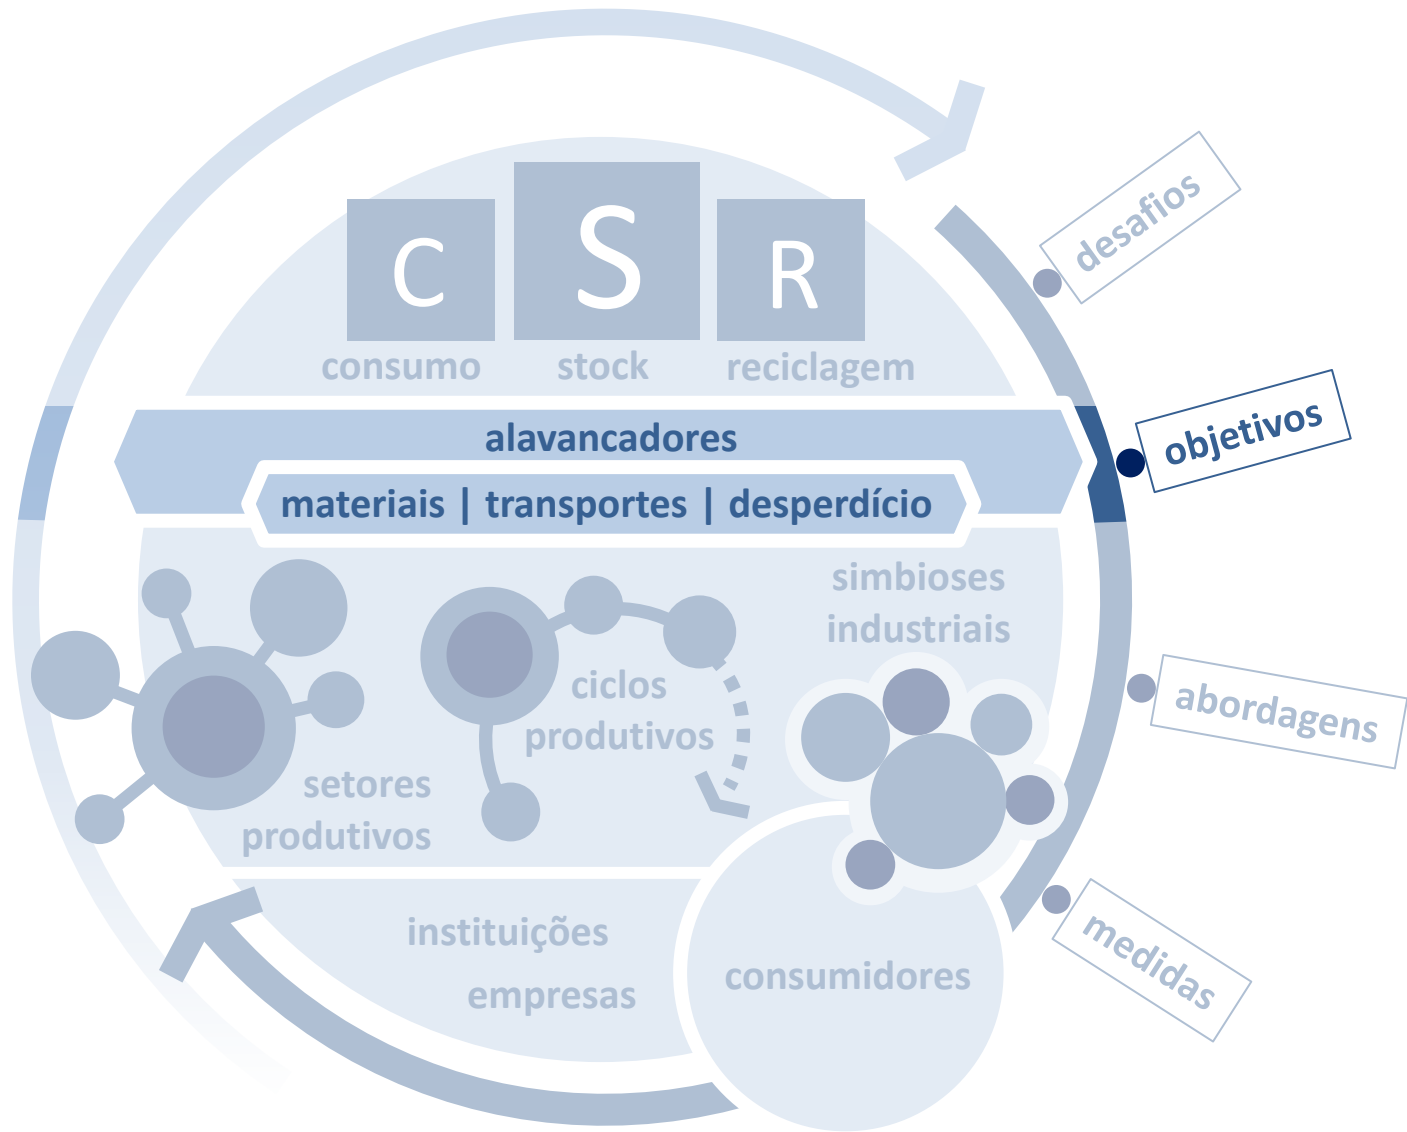 C
S
R
consumo
stock
reciclagem
alavancadores
materiais | transportes | desperdício
simbioses
industriais
ciclos
produtivos
setores
produtivos
instituições
empresas
consumidores
desafios
objetivos
abordagens
medidas